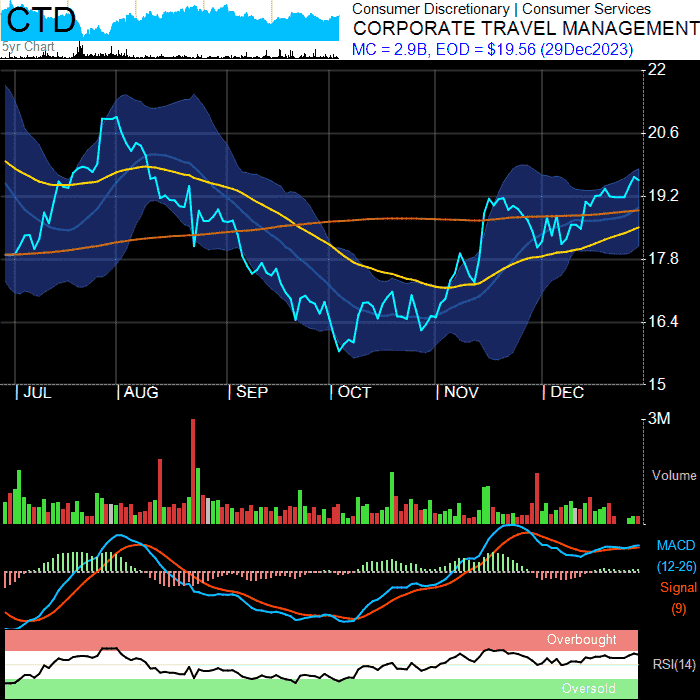 CTD
5yr Chart
Consumer Discretionary | Consumer Services
CORPORATE TRAVEL MANAGEMENT
MC = 2.9B, EOD = $19.56 (29Dec2023)
22
20.6
19.2
17.8
16.4
15
| JUL | AUG | SEP | OCT | NOV | DEC
3M
Volume
MACD
(12-26)
Signal
(9)
Overbought
RSI(14)
Oversold